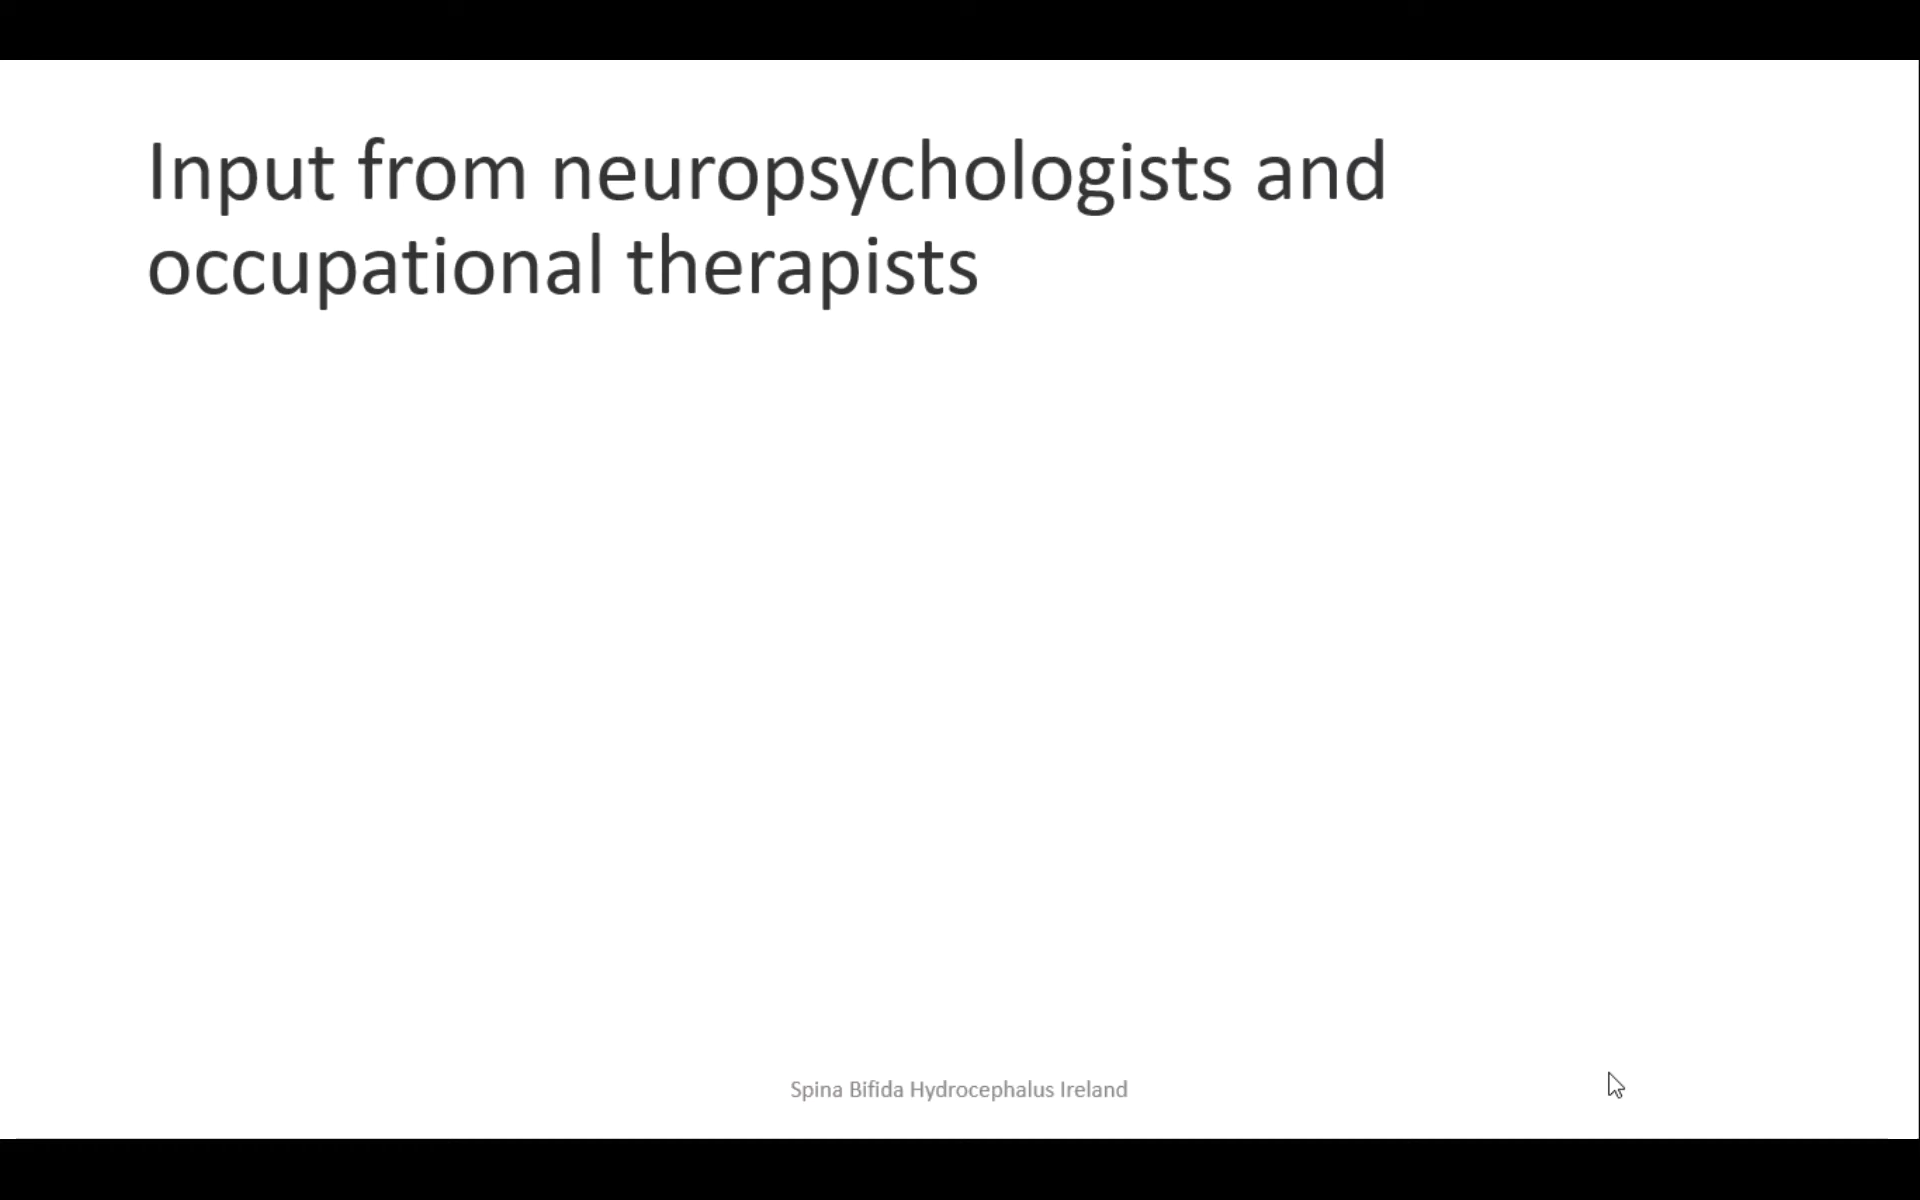 Input from neuropsychologists and
occupational therapists
Spina Bifida Hydrocephalus Ireland